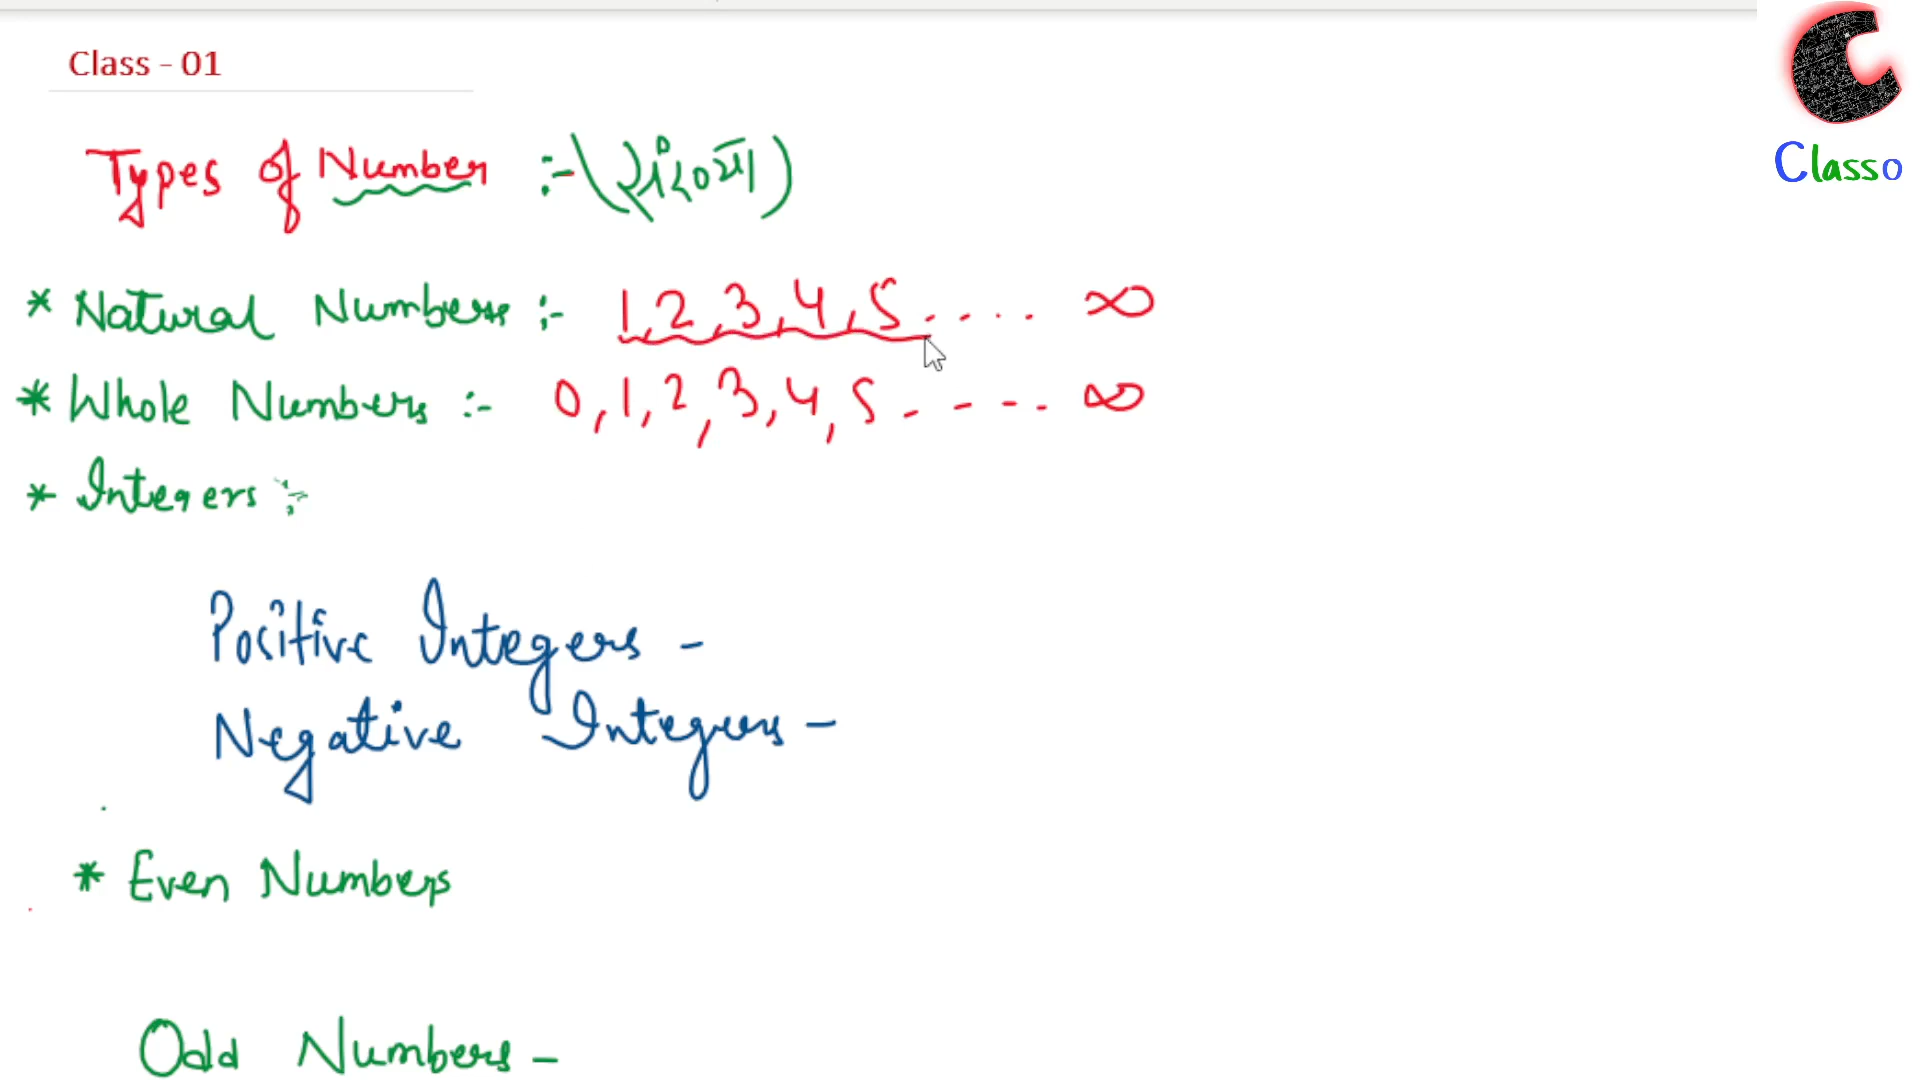 Class - 01
Classo
Types of Number :- (संख्या)
* Natural Numbers :- 1, 2, 3, 4, 5 . . . . ∞
* Whole Numbers :- 0, 1, 2, 3, 4, 5 - - - - ∞
* Integers :-
Positive Integers -
Negative Integers -
* Even Numbers
Odd Numbers -